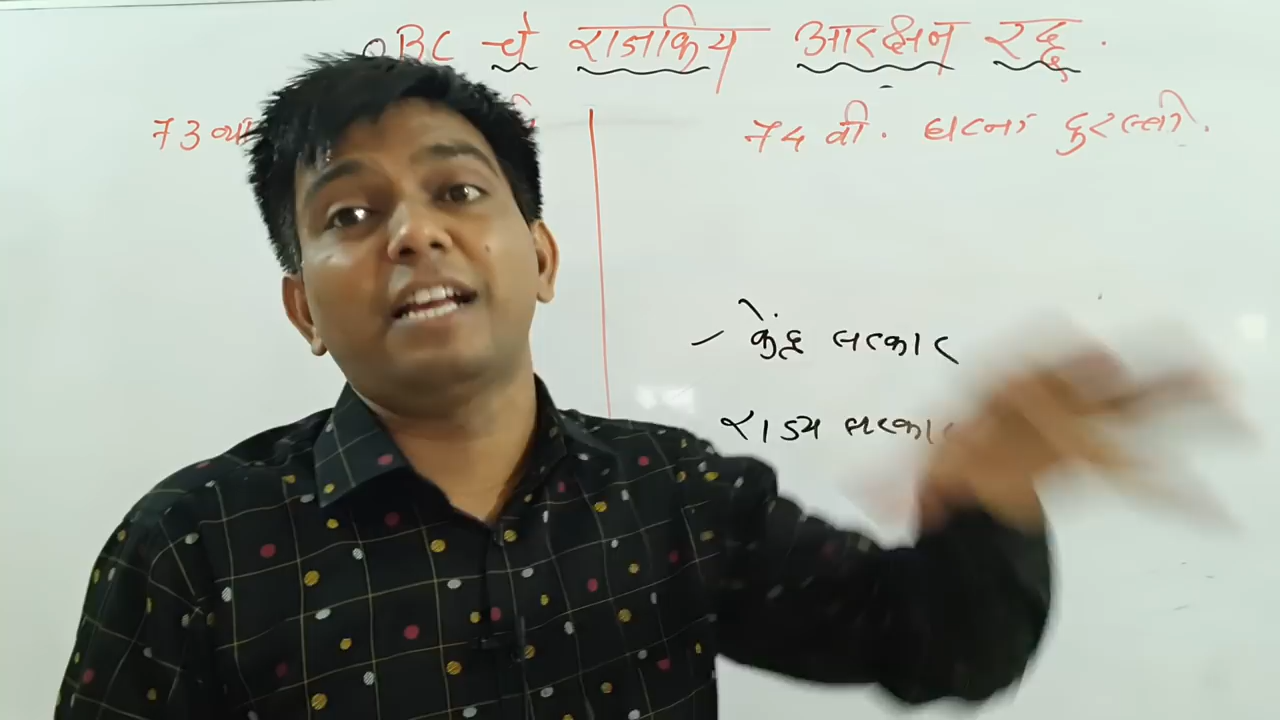 OBC चे राजकिय आरक्षण रद्द.
73 व्या
74 वी. घटना दुरुस्ती.
केंद्र सरकार
राज्य सरकार